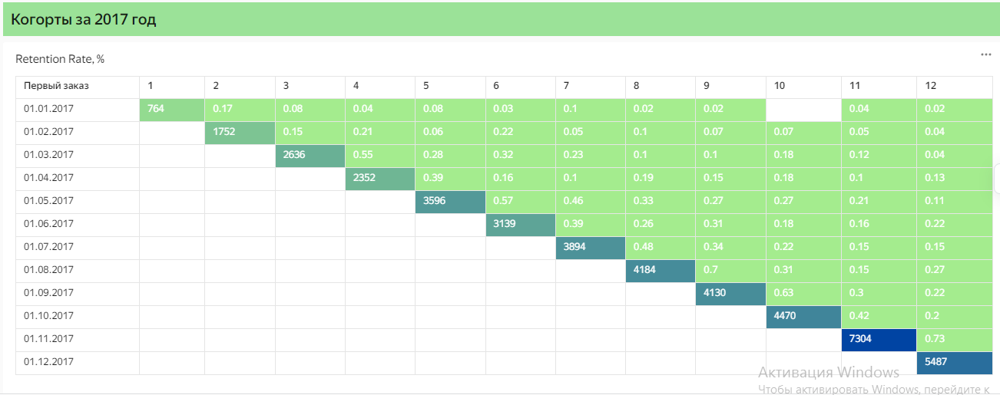 Когорты за 2017 год
Retention Rate, %
Первый заказ 1 2 3 4 5 6 7 8 9 10 11 12
01.01.2017 764 0.17 0.08 0.04 0.08 0.03 0.1 0.02 0.02 0.04 0.02
01.02.2017 1752 0.15 0.21 0.06 0.22 0.05 0.1 0.07 0.07 0.05 0.04
01.03.2017 2636 0.55 0.28 0.32 0.23 0.1 0.1 0.18 0.12 0.04
01.04.2017 2352 0.39 0.16 0.1 0.19 0.15 0.18 0.1 0.13
01.05.2017 3596 0.57 0.46 0.33 0.27 0.27 0.21 0.11
01.06.2017 3139 0.39 0.26 0.31 0.18 0.16 0.22
01.07.2017 3894 0.48 0.34 0.22 0.15 0.15
01.08.2017 4184 0.7 0.31 0.15 0.27
01.09.2017 4130 0.63 0.3 0.22
01.10.2017 4470 0.42 0.2
01.11.2017 7304 0.73
01.12.2017 5487
Активация Windows
Чтобы активировать Windows, перейдите к